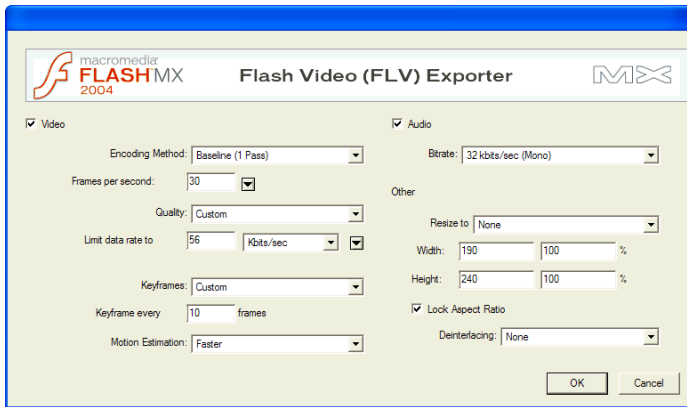 macromedia
FLASH MX
2004
Flash Video (FLV) Exporter
MX
Video
Encoding Method: Baseline (1 Pass)
Frames per second: 30
Quality: Custom
Limit data rate to 56 Kbits/sec
Keyframes: Custom
Keyframe every 10 frames
Motion Estimation: Faster
Audio
Bitrate: 32 kbits/sec (Mono)
Other
Resize to None
Width: 190 100 %
Height: 240 100 %
Lock Aspect Ratio
Deinterlacing: None
OK Cancel